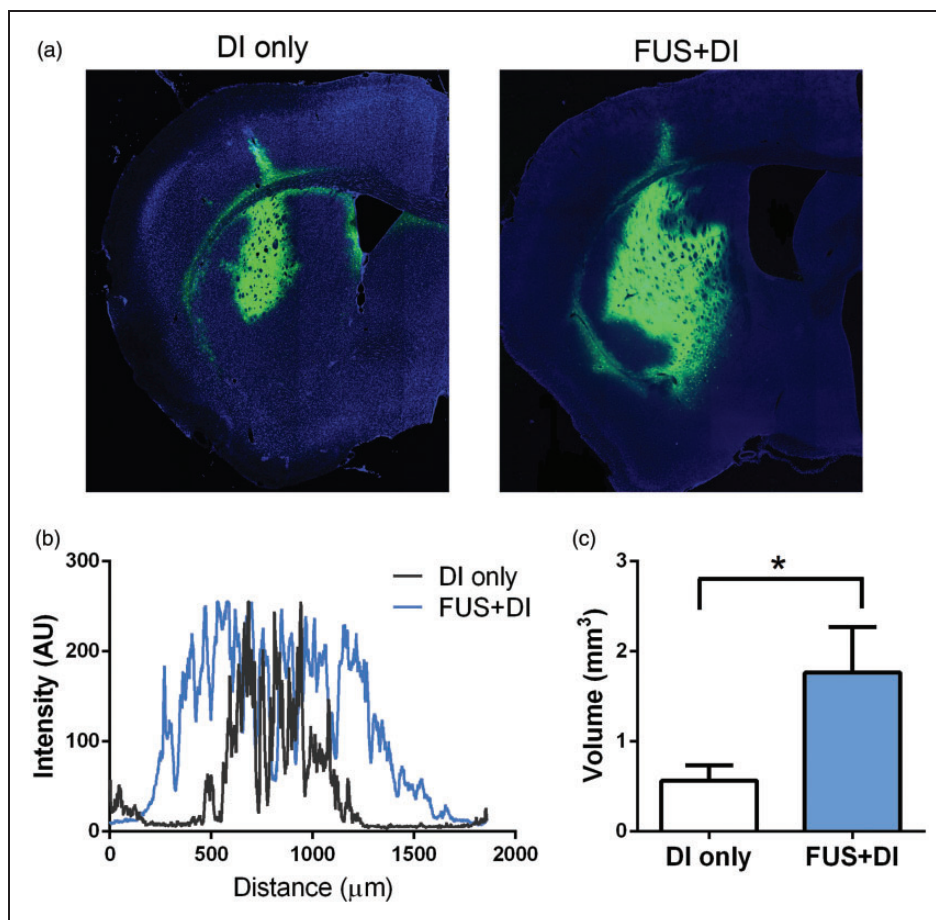 (a)
DI only
FUS+DI
(b)
300
200
100
0
Intensity (AU)
DI only
FUS+DI
0 500 1000 1500 2000
Distance (μm)
(c)
3
2
1
0
Volume (mm³)
*
DI only FUS+DI